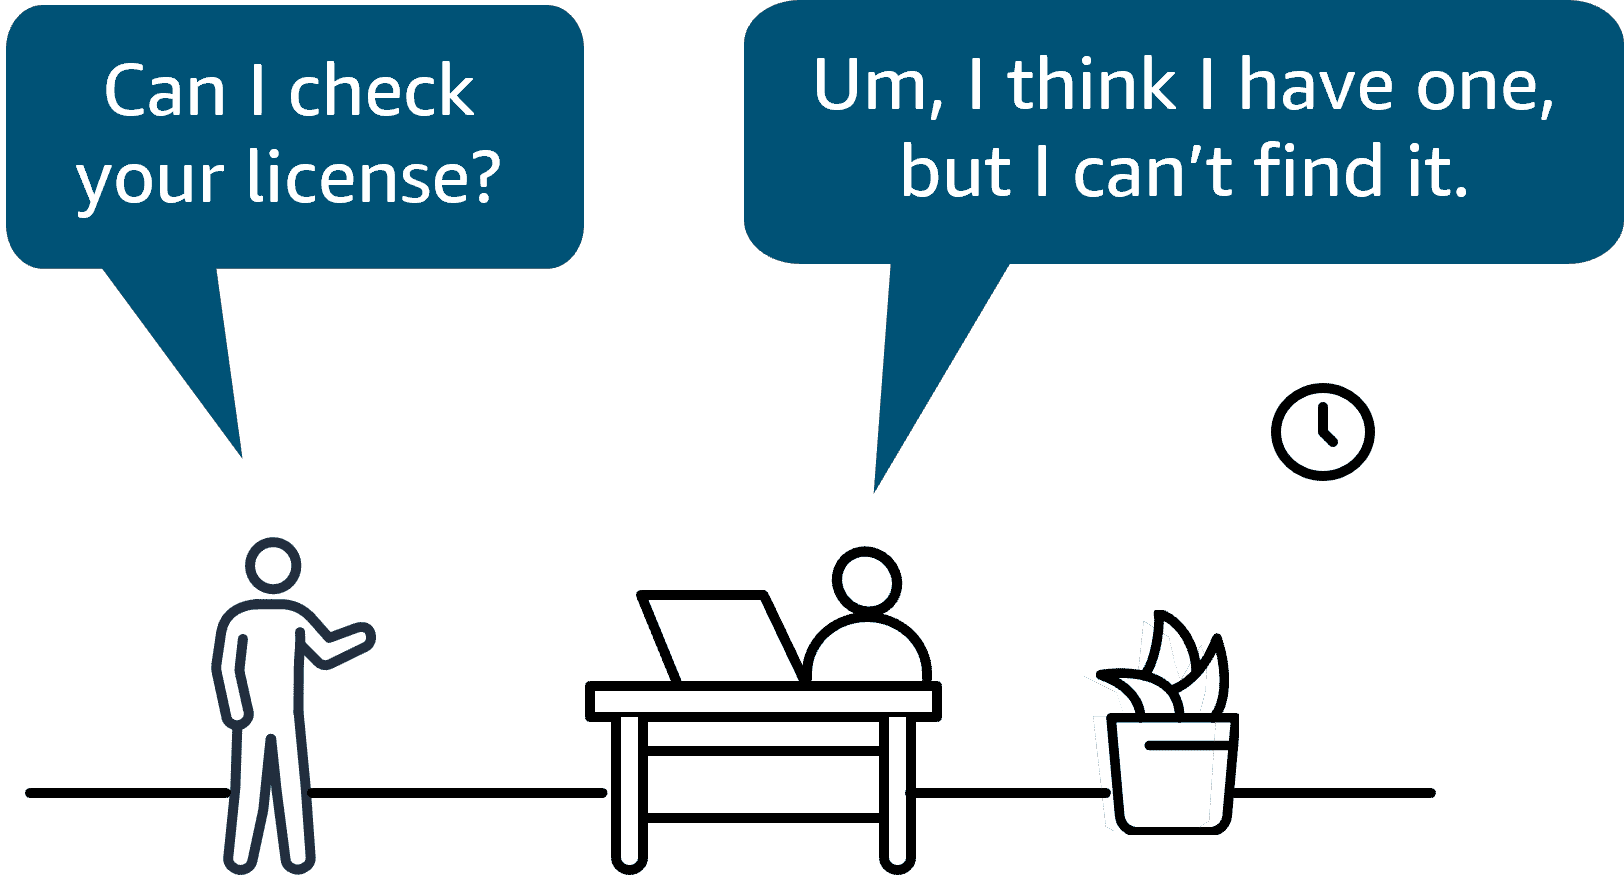 Can I check
your license?
Um, I think I have one,
but I can’t find it.